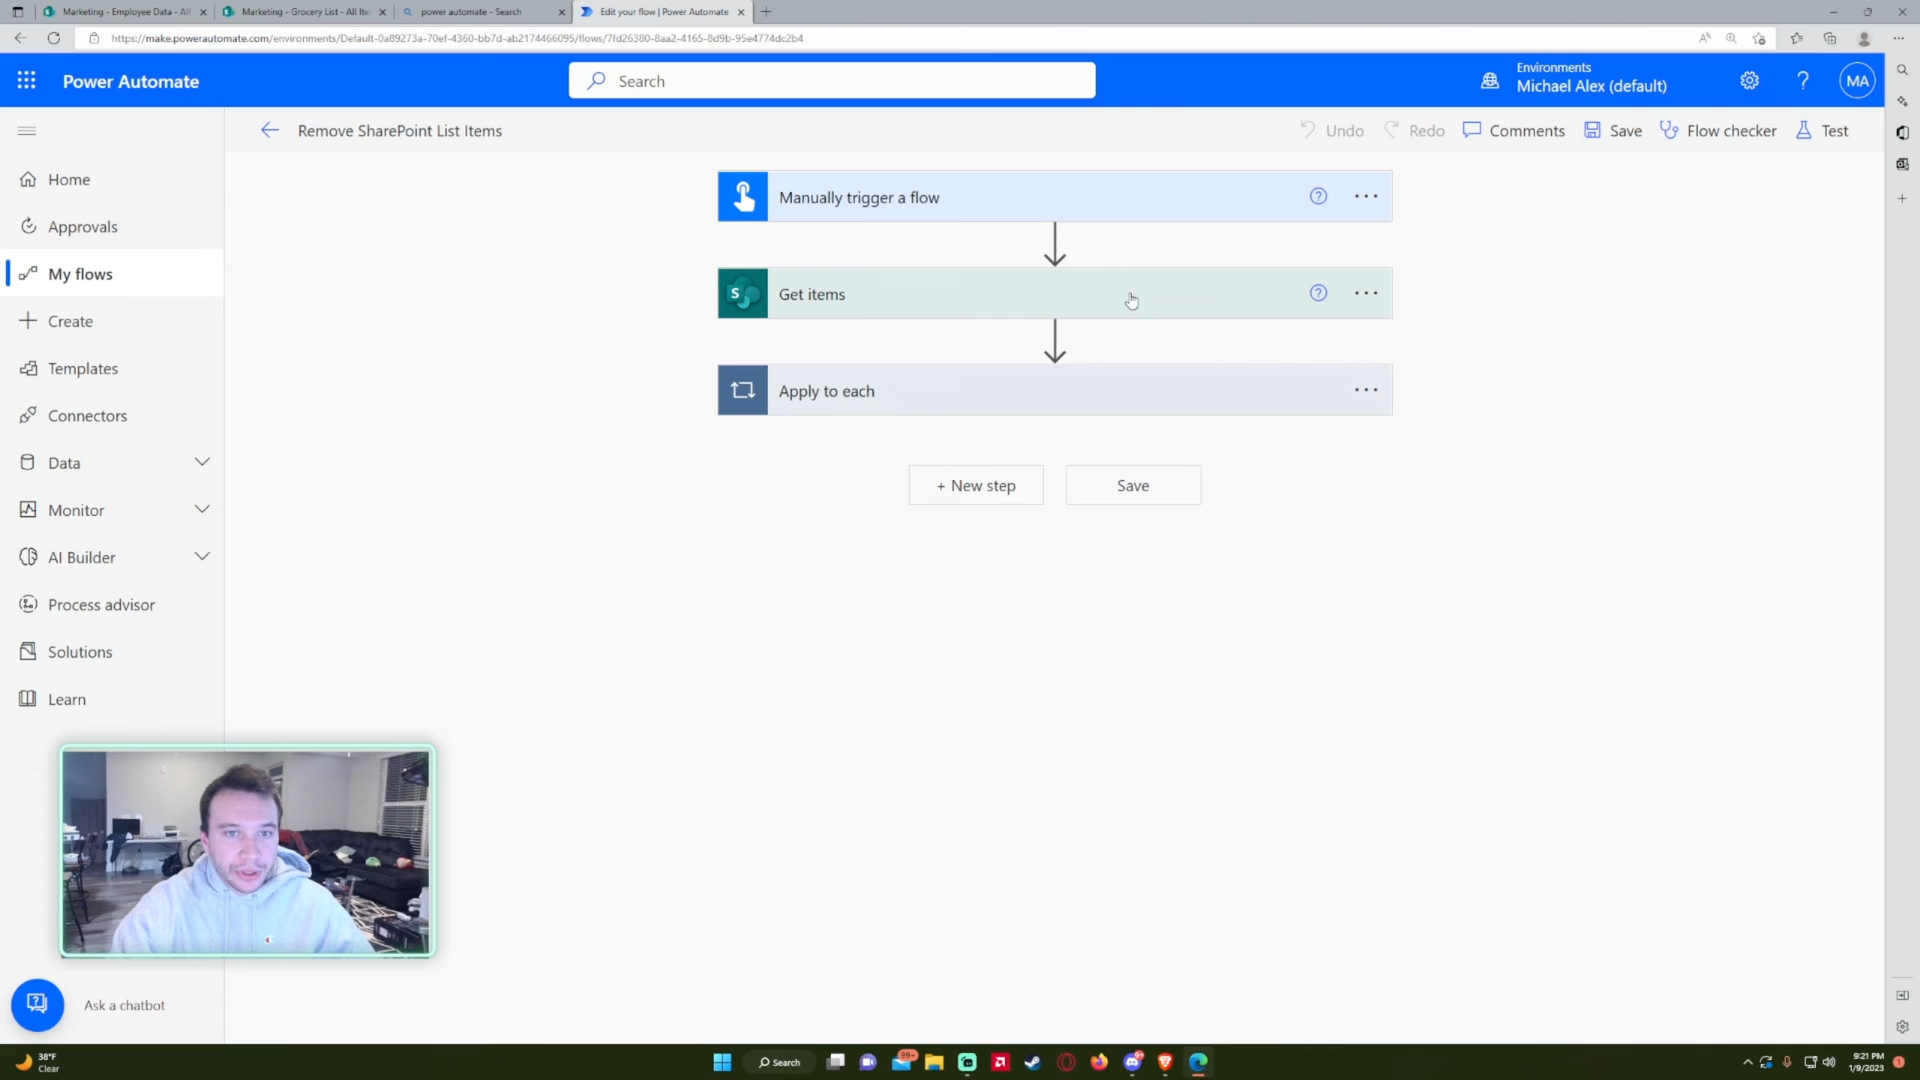 Marketing - Employee Data - All
Marketing - Grocery List - All Ite
power automate - Search
Edit your flow | Power Automate
https://make.powerautomate.com/environments/Default-0a89273a-70ef-4360-bb7d-ab2174466095/flows/7fd26380-8aa2-4165-8d9b-95e4774dc2b4
Power Automate
Search
Environments
Michael Alex (default)
?
MA
Remove SharePoint List Items
Undo
Redo
Comments
Save
Flow checker
Test
Home
Approvals
My flows
Create
Templates
Connectors
Data
Monitor
AI Builder
Process advisor
Solutions
Learn
Manually trigger a flow
Get items
Apply to each
+ New step
Save
Ask a chatbot
38°F
Clear
Search
99+
9:21 PM
1/9/2023
1